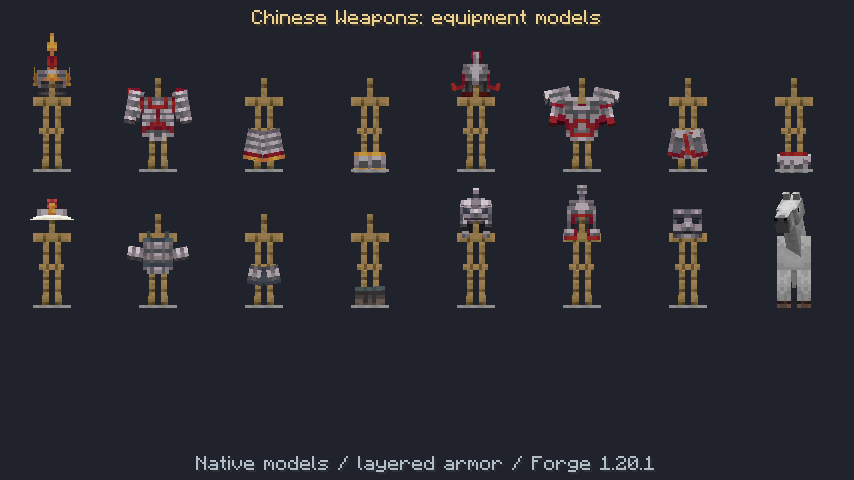 Chinese Weapons: equipment models
Native models / layered armor / Forge 1.20.1